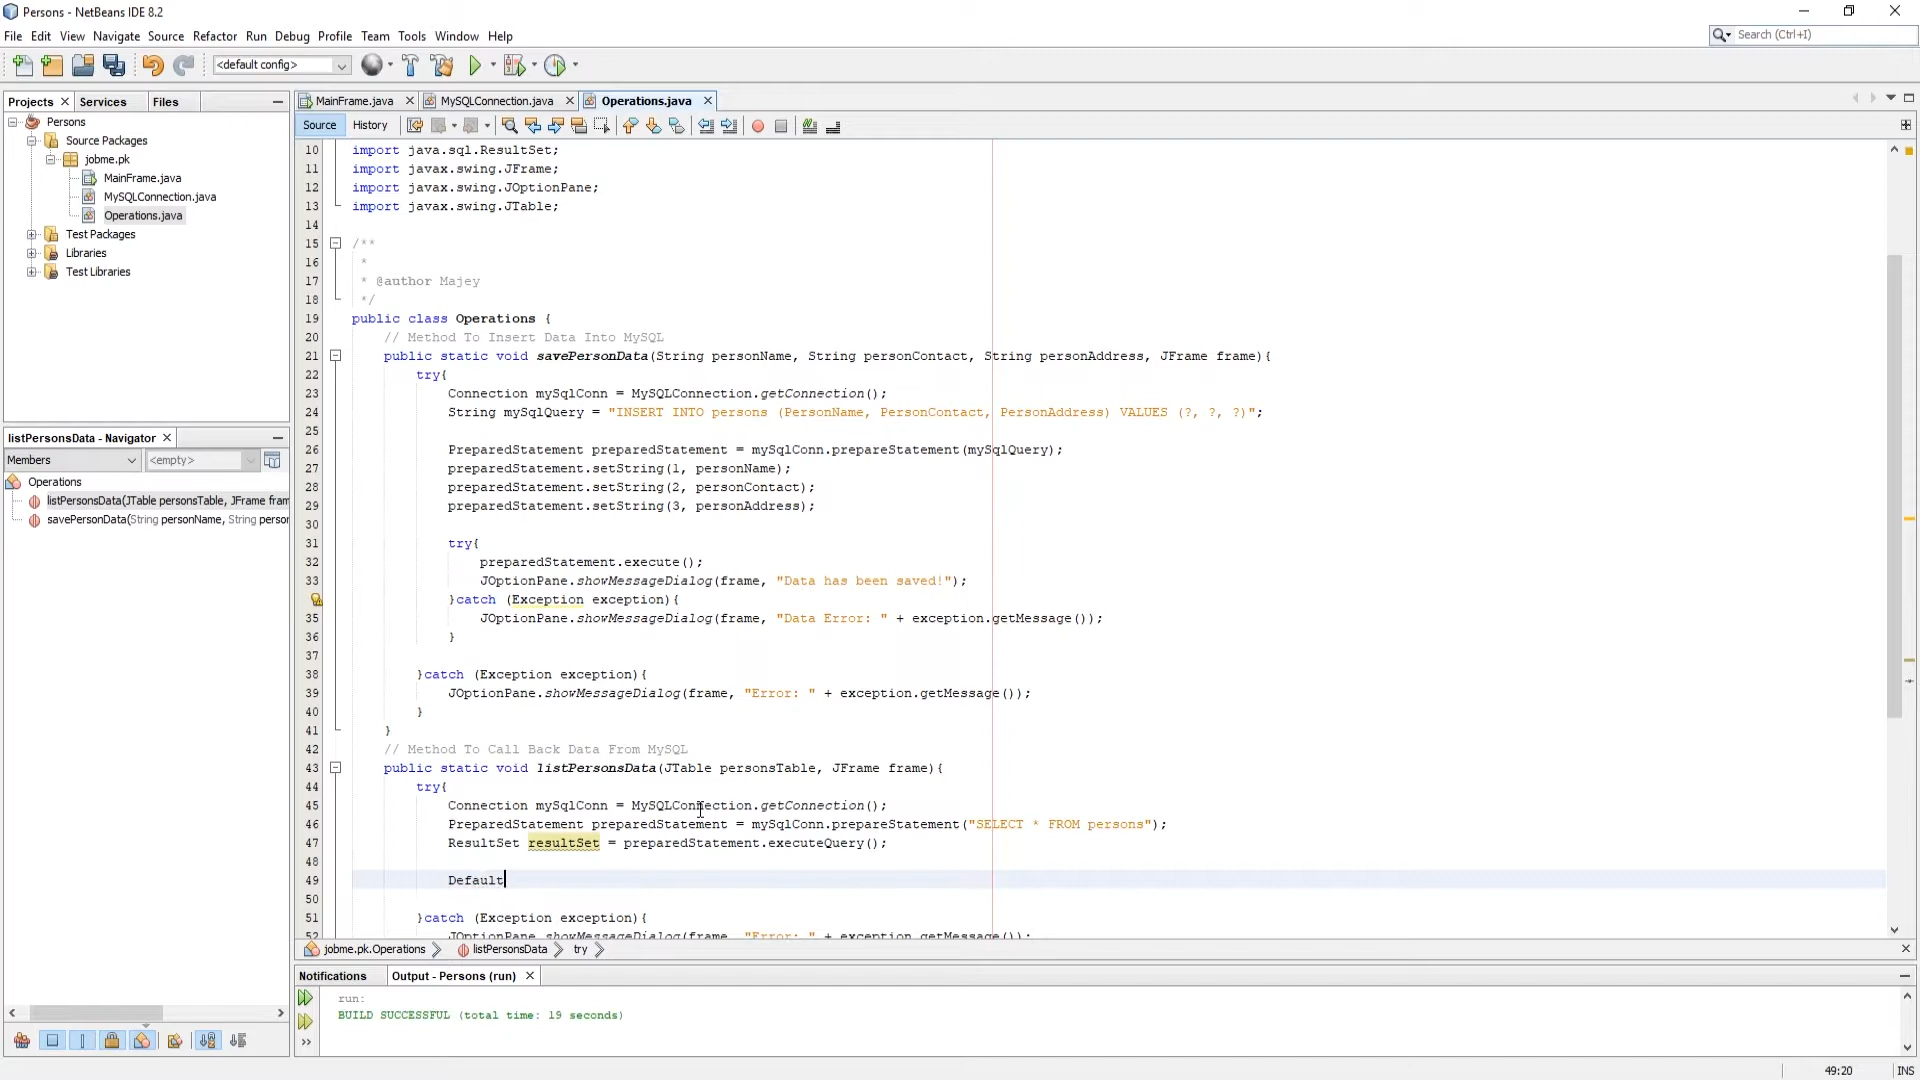 Persons - NetBeans IDE 8.2
File Edit View Navigate Source Refactor Run Debug Profile Team Tools Window Help
Search (Ctrl+I)
<default config>
Projects Services Files
MainFrame.java MySQLConnection.java Operations.java
Source History
Persons
Source Packages
jobme.pk
MainFrame.java
MySQLConnection.java
Operations.java
Test Packages
Libraries
Test Libraries
listPersonsData - Navigator
Members <empty>
Operations
listPersonsData(JTable personsTable, JFrame fram
savePersonData(String personName, String person
10 import java.sql.ResultSet;
11 import javax.swing.JFrame;
12 import javax.swing.JOptionPane;
13 import javax.swing.JTable;
14
15 /**
16 *
17 * @author Majey
18 */
19 public class Operations {
20 // Method To Insert Data Into MySQL
21 public static void savePersonData(String personName, String personContact, String personAddress, JFrame frame){
22 try{
23 Connection mySqlConn = MySQLConnection.getConnection();
24 String mySqlQuery = "INSERT INTO persons (PersonName, PersonContact, PersonAddress) VALUES (?, ?, ?)";
25
26 PreparedStatement preparedStatement = mySqlConn.prepareStatement(mySqlQuery);
27 preparedStatement.setString(1, personName);
28 preparedStatement.setString(2, personContact);
29 preparedStatement.setString(3, personAddress);
30
31 try{
32 preparedStatement.execute();
33 JOptionPane.showMessageDialog(frame, "Data has been saved!");
}catch (Exception exception){
35 JOptionPane.showMessageDialog(frame, "Data Error: " + exception.getMessage());
36 }
37
38 }catch (Exception exception){
39 JOptionPane.showMessageDialog(frame, "Error: " + exception.getMessage());
40 }
41 }
42 // Method To Call Back Data From MySQL
43 public static void listPersonsData(JTable personsTable, JFrame frame){
44 try{
45 Connection mySqlConn = MySQLConnection.getConnection();
46 PreparedStatement preparedStatement = mySqlConn.prepareStatement("SELECT * FROM persons");
47 ResultSet resultSet = preparedStatement.executeQuery();
48
49 Default
50
51 }catch (Exception exception){
52 JOptionPane.showMessageDialog(frame, "Error: " + exception.getMessage());
jobme.pk.Operations listPersonsData try
Notifications Output - Persons (run)
run:
BUILD SUCCESSFUL (total time: 19 seconds)
49:20 INS